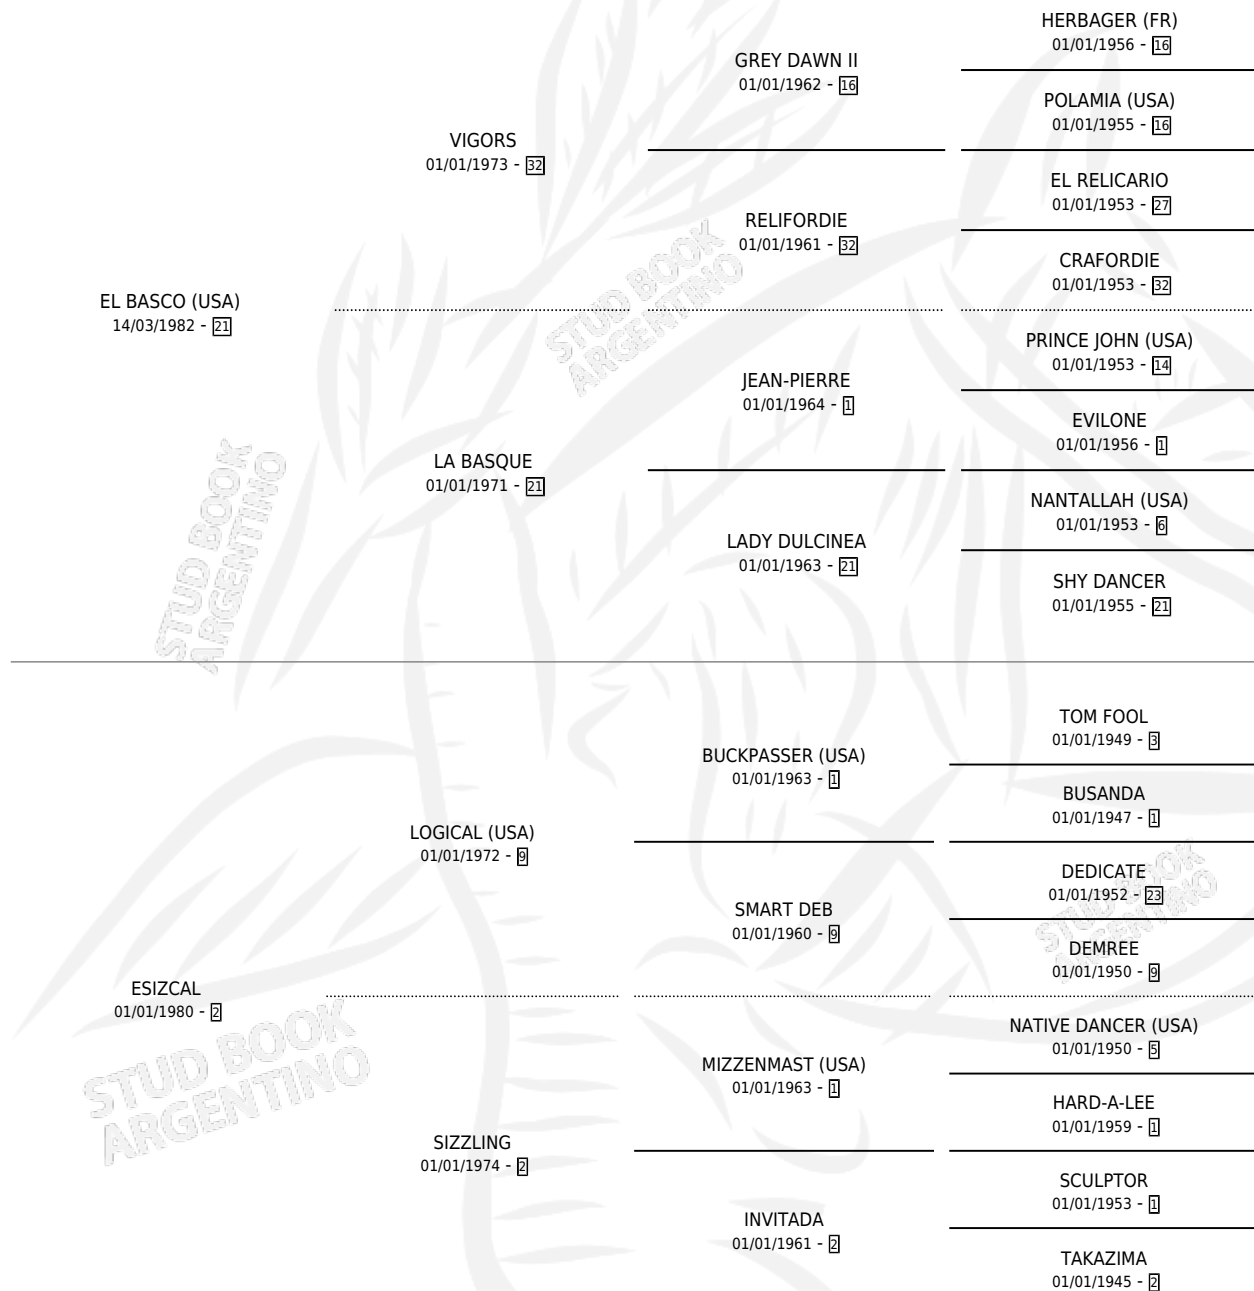 HERBAGER (FR)
01/01/1956 - 16
GREY DAWN II
01/01/1962 - 16
POLAMIA (USA)
01/01/1955 - 16
VIGORS
01/01/1973 - 32
EL RELICARIO
01/01/1953 - 27
RELIFORDIE
01/01/1961 - 32
CRAFORDIE
01/01/1953 - 32
EL BASCO (USA)
14/03/1982 - 21
PRINCE JOHN (USA)
01/01/1953 - 14
JEAN-PIERRE
01/01/1964 - 1
EVILONE
01/01/1956 - 1
LA BASQUE
01/01/1971 - 21
NANTALLAH (USA)
01/01/1953 - 6
LADY DULCINEA
01/01/1963 - 21
SHY DANCER
01/01/1955 - 21
TOM FOOL
01/01/1949 - 3
BUCKPASSER (USA)
01/01/1963 - 1
BUSANDA
01/01/1947 - 1
LOGICAL (USA)
01/01/1972 - 9
DEDICATE
01/01/1952 - 23
SMART DEB
01/01/1960 - 9
DEMREE
01/01/1950 - 9
ESIZCAL
01/01/1980 - 2
NATIVE DANCER (USA)
01/01/1950 - 5
MIZZENMAST (USA)
01/01/1963 - 1
HARD-A-LEE
01/01/1959 - 1
SIZZLING
01/01/1974 - 2
SCULPTOR
01/01/1953 - 1
INVITADA
01/01/1961 - 2
TAKAZIMA
01/01/1945 - 2
STUD BOOK
ARGENTINO
STUD BOOK
ARGENTINO
STUD BOOK
ARGENTINO
STUD BOOK
ARGENTINO